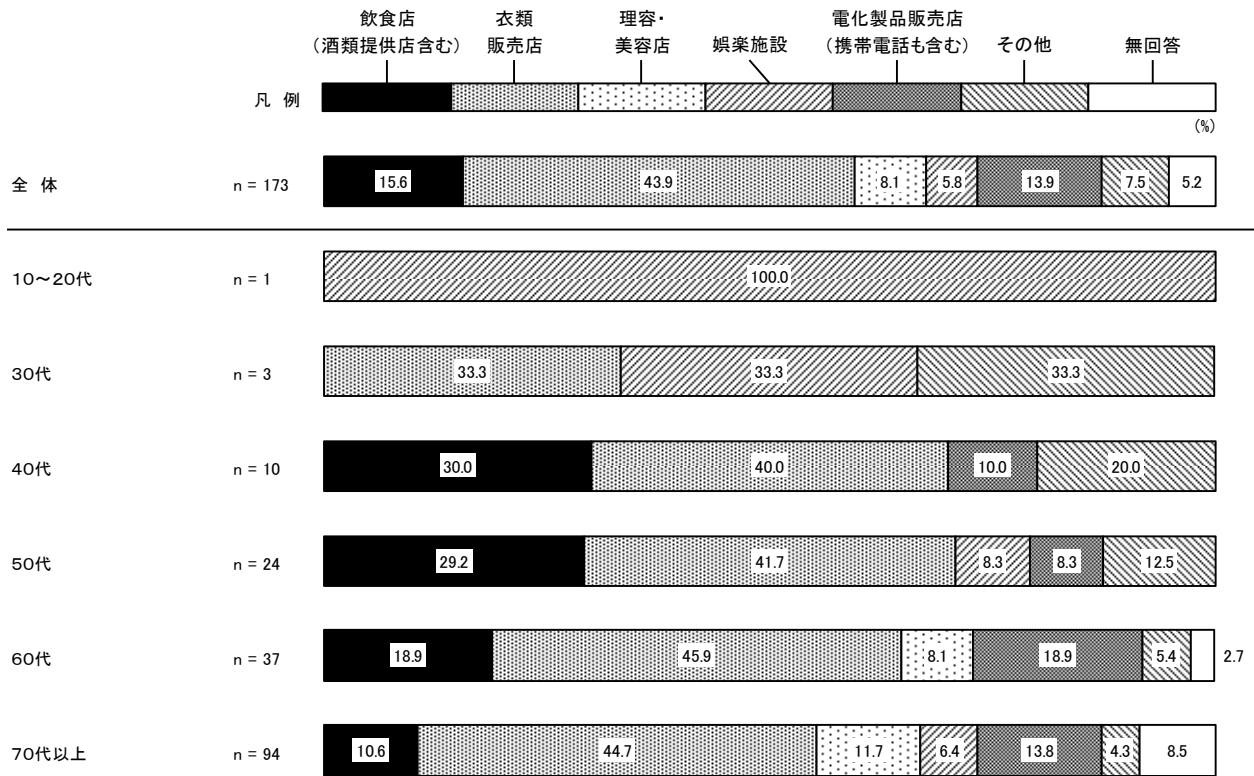 飲食店
(酒類提供店含む)
衣類
販売店
理容・
美容店
娯楽施設
電化製品販売店
(携帯電話も含む)
その他
無回答
凡 例
(%)
全 体 n = 173 15.6 43.9 8.1 5.8 13.9 7.5 5.2
10～20代 n = 1 100.0
30代 n = 3 33.3 33.3 33.3
40代 n = 10 30.0 40.0 10.0 20.0
50代 n = 24 29.2 41.7 8.3 8.3 12.5
60代 n = 37 18.9 45.9 8.1 18.9 5.4 2.7
70代以上 n = 94 10.6 44.7 11.7 6.4 13.8 4.3 8.5